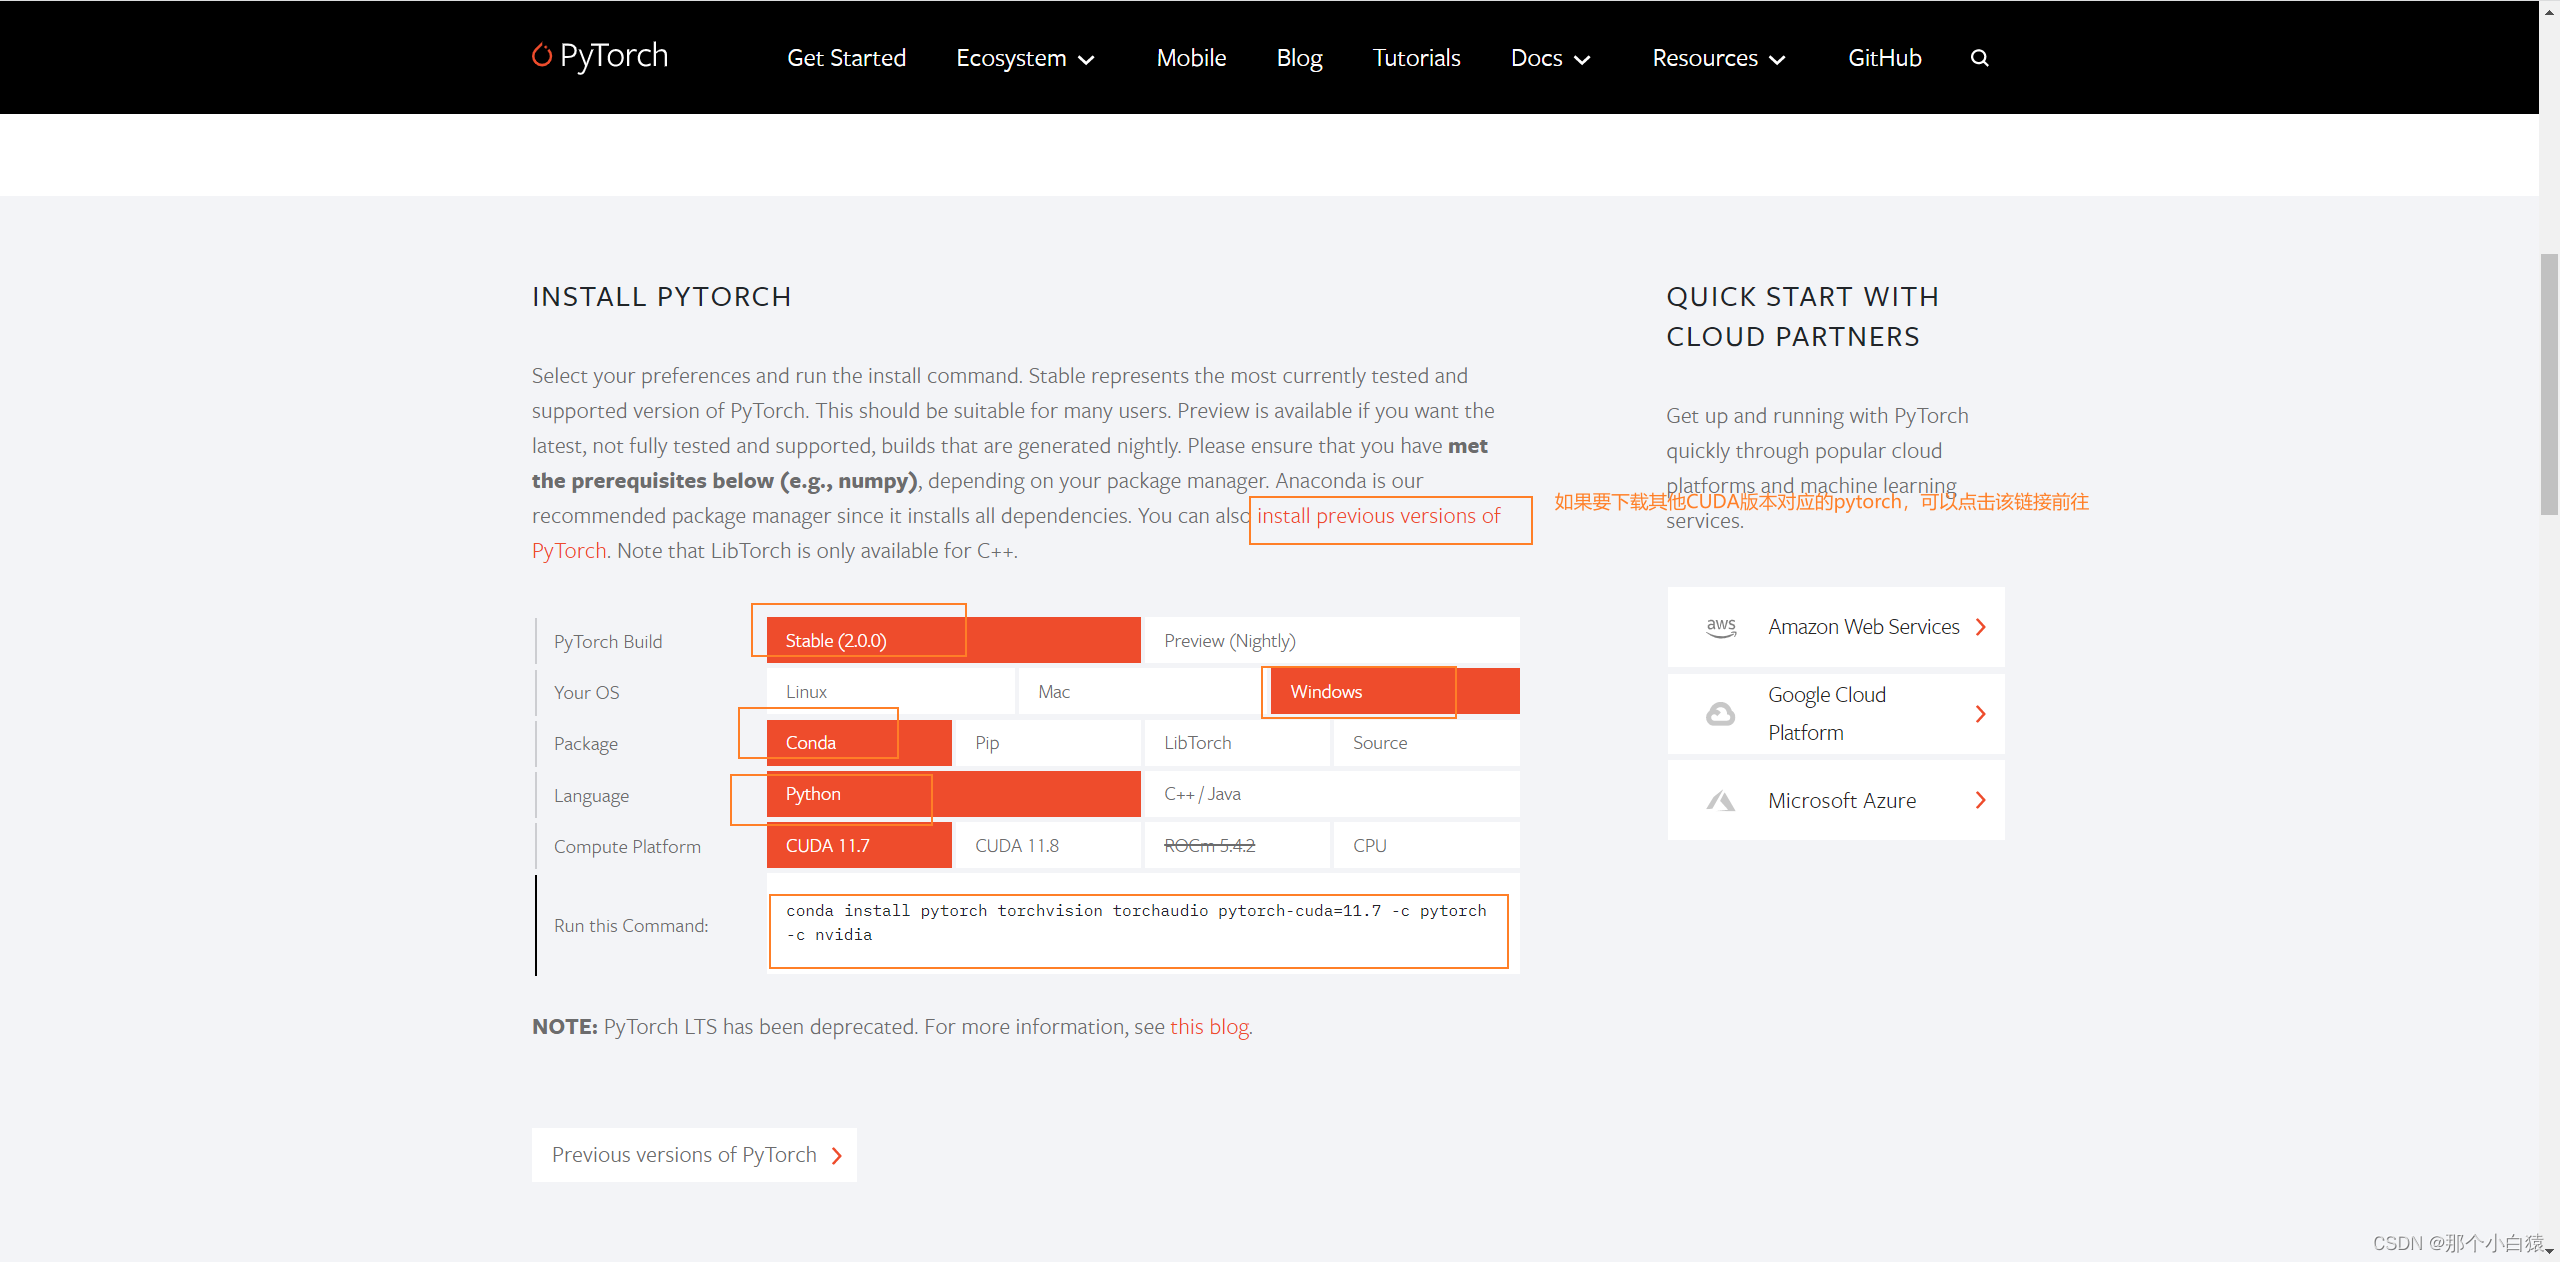 PyTorch
Get Started
Ecosystem
Mobile
Blog
Tutorials
Docs
Resources
GitHub
INSTALL PYTORCH
Select your preferences and run the install command. Stable represents the most currently tested and
supported version of PyTorch. This should be suitable for many users. Preview is available if you want the
latest, not fully tested and supported, builds that are generated nightly. Please ensure that you have met
the prerequisites below (e.g., numpy), depending on your package manager. Anaconda is our
recommended package manager since it installs all dependencies. You can also install previous versions of
PyTorch. Note that LibTorch is only available for C++.
PyTorch Build
Stable (2.0.0)
Preview (Nightly)
Your OS
Linux
Mac
Windows
Package
Conda
Pip
LibTorch
Source
Language
Python
C++ / Java
Compute Platform
CUDA 11.7
CUDA 11.8
ROCm 5.4.2
CPU
Run this Command:
conda install pytorch torchvision torchaudio pytorch-cuda=11.7 -c pytorch
-c nvidia
NOTE: PyTorch LTS has been deprecated. For more information, see this blog.
Previous versions of PyTorch
QUICK START WITH
CLOUD PARTNERS
Get up and running with PyTorch
quickly through popular cloud
platforms and machine learning
如果要下载其他CUDA版本对应的pytorch，可以点击该链接前往
services.
Amazon Web Services
aws
Google Cloud
Platform
Microsoft Azure
CSDN @那个小白猿